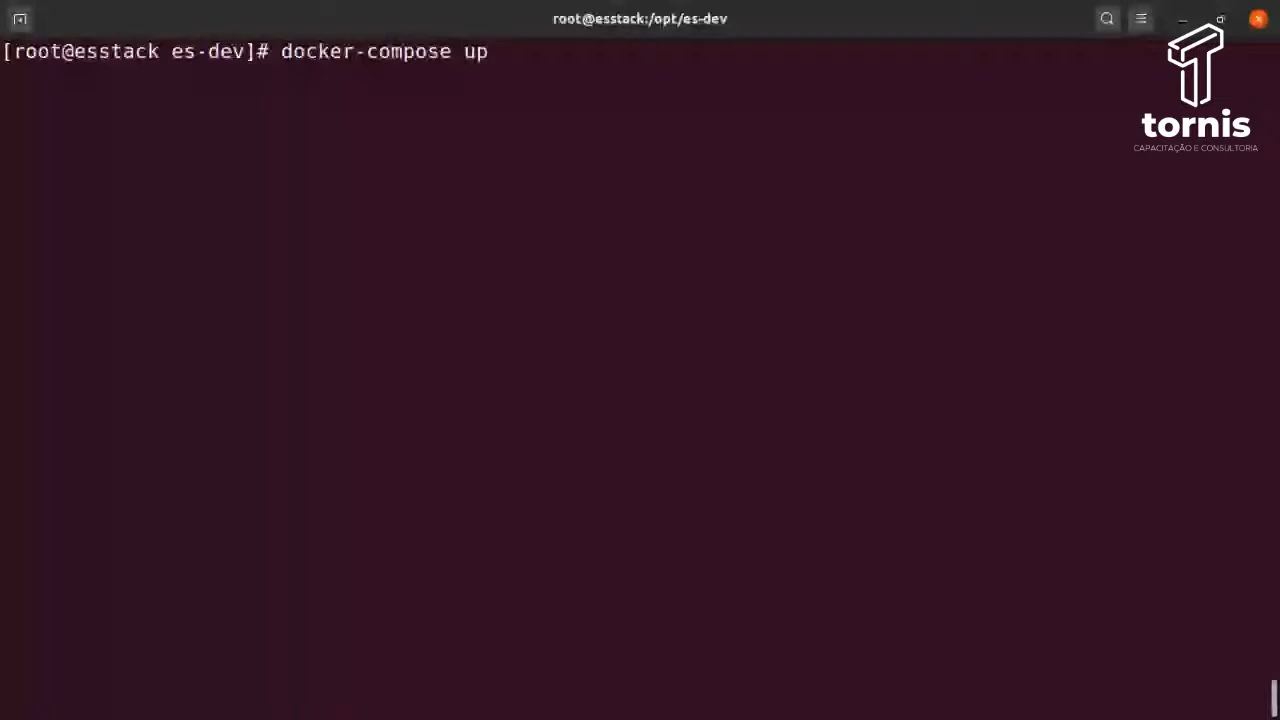 root@esstack:/opt/es-dev
[root@esstack es-dev]# docker-compose up
tornis
CAPACITAÇÃO E CONSULTORIA